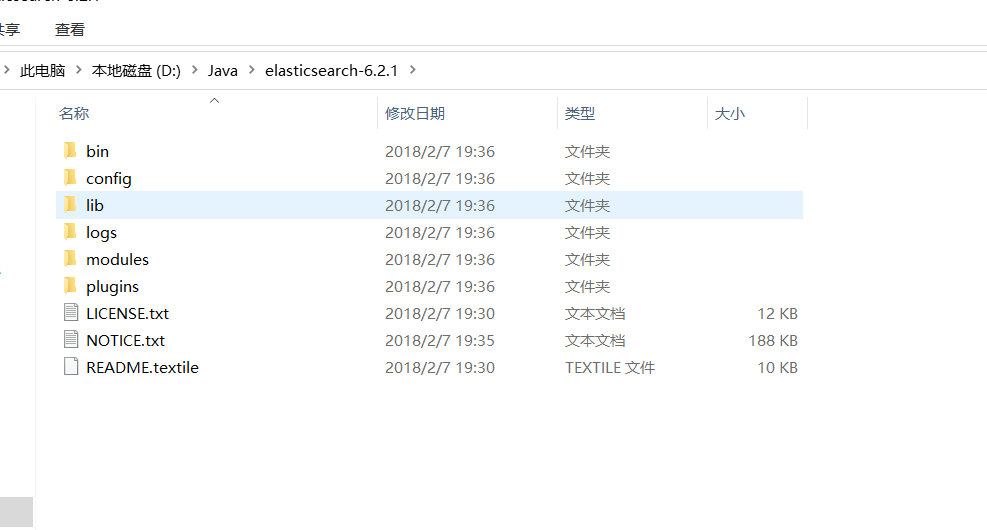 共享 查看
此电脑 本地磁盘 (D:) Java elasticsearch-6.2.1
名称 修改日期 类型 大小
bin 2018/2/7 19:36 文件夹
config 2018/2/7 19:36 文件夹
lib 2018/2/7 19:36 文件夹
logs 2018/2/7 19:36 文件夹
modules 2018/2/7 19:36 文件夹
plugins 2018/2/7 19:36 文件夹
LICENSE.txt 2018/2/7 19:30 文本文档 12 KB
NOTICE.txt 2018/2/7 19:35 文本文档 188 KB
README.textile 2018/2/7 19:30 TEXTILE 文件 10 KB